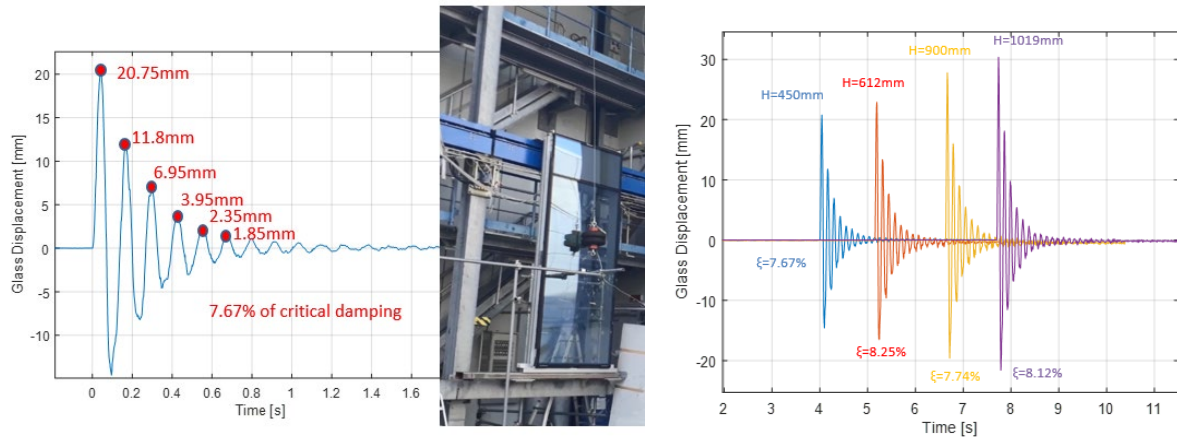 20.75mm
11.8mm
6.95mm
3.95mm
2.35mm
1.85mm
7.67% of critical damping
Glass Displacement [mm]
20
15
10
5
0
-5
-10
0 0.2 0.4 0.6 0.8 1.0 1.2 1.4 1.6
Time [s]
H=1019mm
H=900mm
H=612mm
H=450mm
ξ=7.67%
ξ=8.25%
ξ=7.74%
ξ=8.12%
Glass Displacement [mm]
30
20
10
0
-10
-20
2 3 4 5 6 7 8 9 10 11
Time [s]